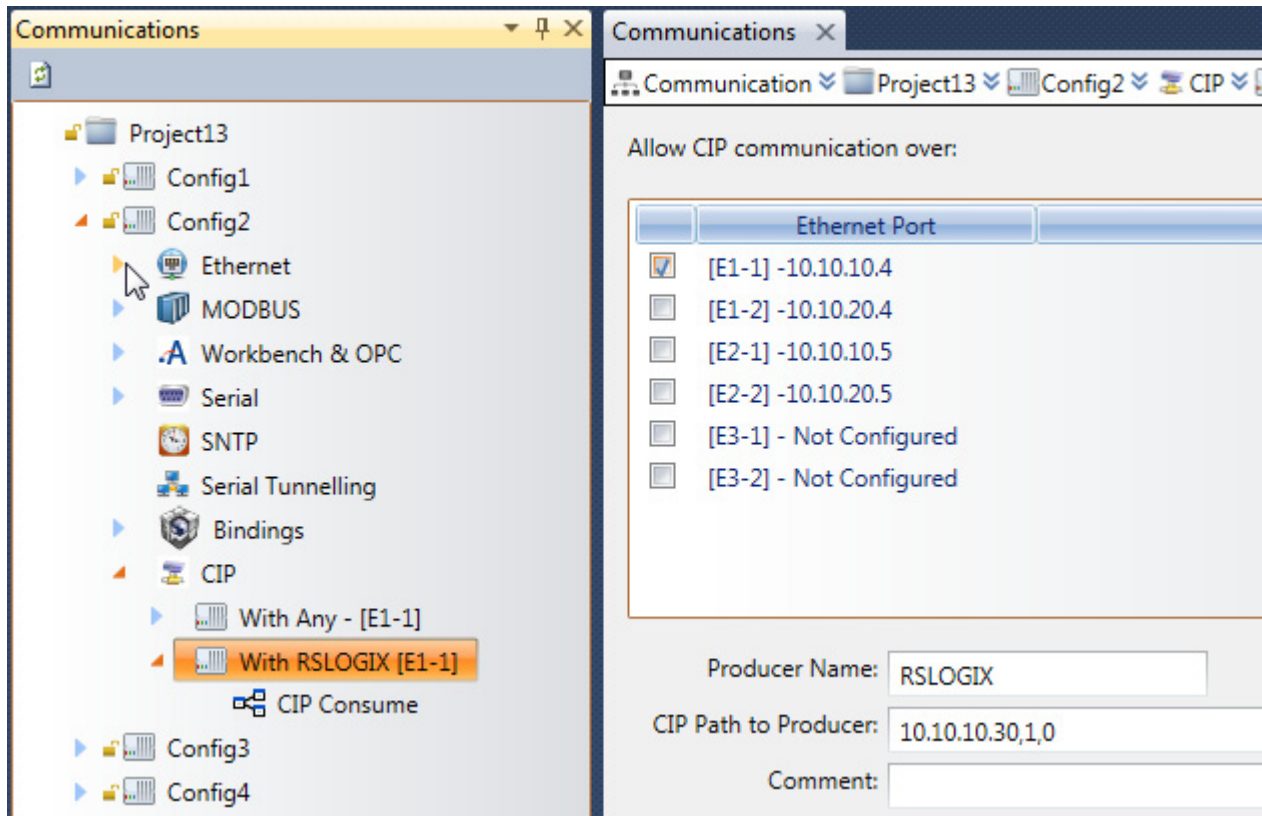 Communications
Project13
Config1
Config2
Ethernet
MODBUS
Workbench & OPC
Serial
SNTP
Serial Tunnelling
Bindings
CIP
With Any - [E1-1]
With RSLOGIX [E1-1]
CIP Consume
Config3
Config4
Communications
Communication Project13 Config2 CIP
Allow CIP communication over:
Ethernet Port
[E1-1] -10.10.10.4
[E1-2] -10.10.20.4
[E2-1] -10.10.10.5
[E2-2] -10.10.20.5
[E3-1] - Not Configured
[E3-2] - Not Configured
Producer Name: RSLOGIX
CIP Path to Producer: 10.10.10.30,1,0
Comment: